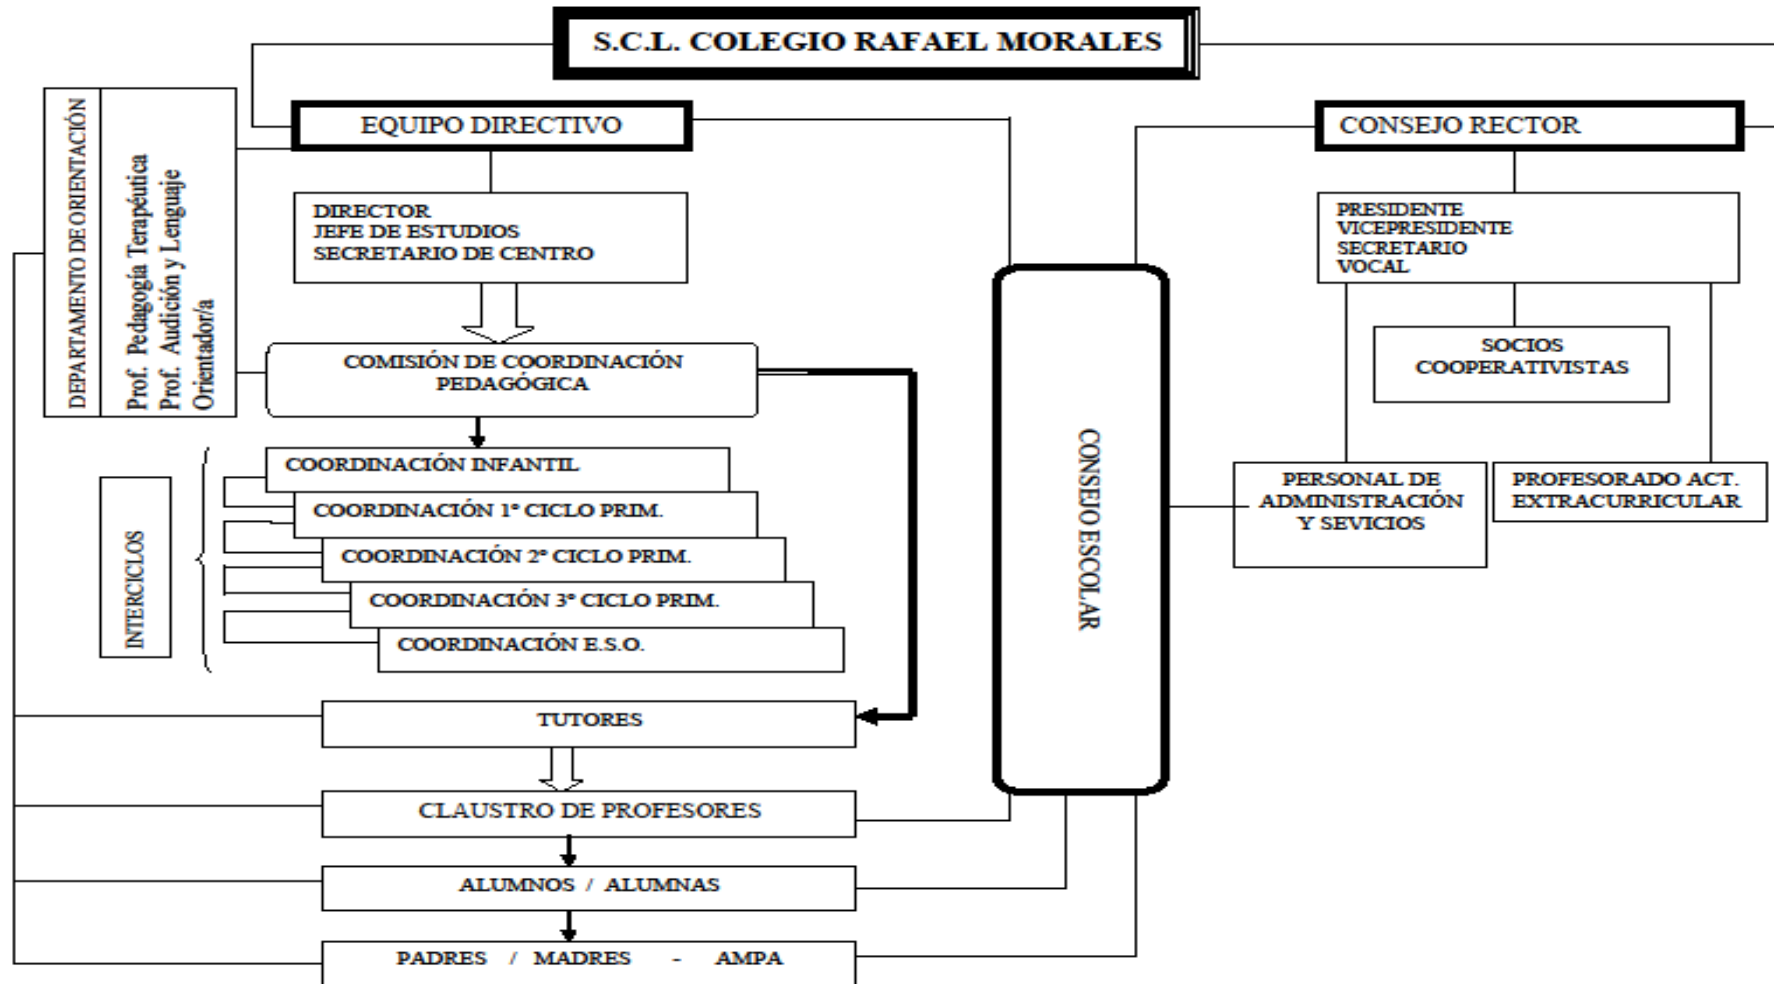 S.C.L. COLEGIO RAFAEL MORALES
EQUIPO DIRECTIVO
CONSEJO RECTOR
DEPARTAMENTO DE ORIENTACIÓN
Prof. Pedagogía Terapéutica
Prof. Audición y Lenguaje
Orientador/a
DIRECTOR
JEFE DE ESTUDIOS
SECRETARIO DE CENTRO
PRESIDENTE
VICEPRESIDENTE
SECRETARIO
VOCAL
COMISIÓN DE COORDINACIÓN
PEDAGÓGICA
SOCIOS
COOPERATIVISTAS
CONSEJO ESCOLAR
PERSONAL DE
ADMINISTRACIÓN
Y SEVICIOS
PROFESORADO ACT.
EXTRACURRICULAR
INTERCICLOS
COORDINACIÓN INFANTIL
COORDINACIÓN 1º CICLO PRIM.
COORDINACIÓN 2º CICLO PRIM.
COORDINACIÓN 3º CICLO PRIM.
COORDINACIÓN E.S.O.
TUTORES
CLAUSTRO DE PROFESORES
ALUMNOS / ALUMNAS
PADRES / MADRES - AMPA